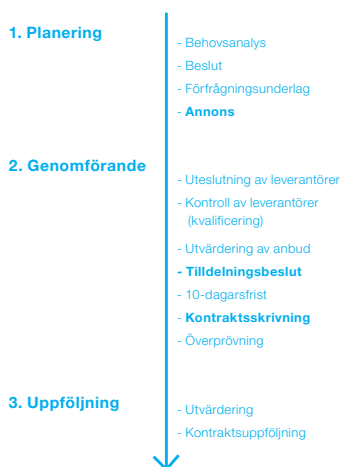 1. Planering
- Behovsanalys
- Beslut
- Förfrågningsunderlag
- Annons
2. Genomförande
- Uteslutning av leverantörer
- Kontroll av leverantörer
(kvalificering)
- Utvärdering av anbud
- Tilldelningsbeslut
- 10-dagarsfrist
- Kontraktsskrivning
- Överprövning
3. Uppföljning
- Utvärdering
- Kontraktsuppföljning